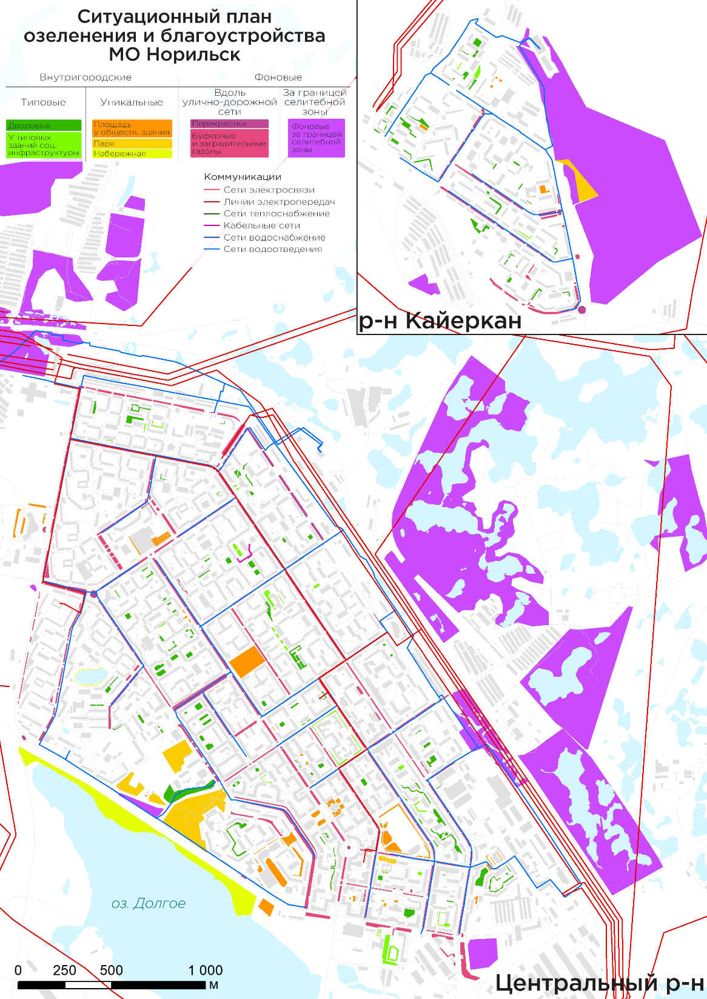 Ситуационный план
озеленения и благоустройства
МО Норильск
Внутригородские
Фоновые
Типовые
Уникальные
Вдоль
улично-дорожной
сети
За границей
селитебной
зоны
Дворовые
У типовых
зданий соц.
инфраструктуры
Площадь
у обществ. здания
Парк
Набережная
Перекрестки
Буферные
и заградительные
газоны
Фоновые
за границей
селитебной
зоны
Коммуникации
Сети электросвязи
Линии электропередач
Сети теплоснабжение
Кабельные сети
Сети водоснабжение
Сети водоотведения
р-н Кайеркан
оз. Долгое
0 250 500 1 000
М
Центральный р-н